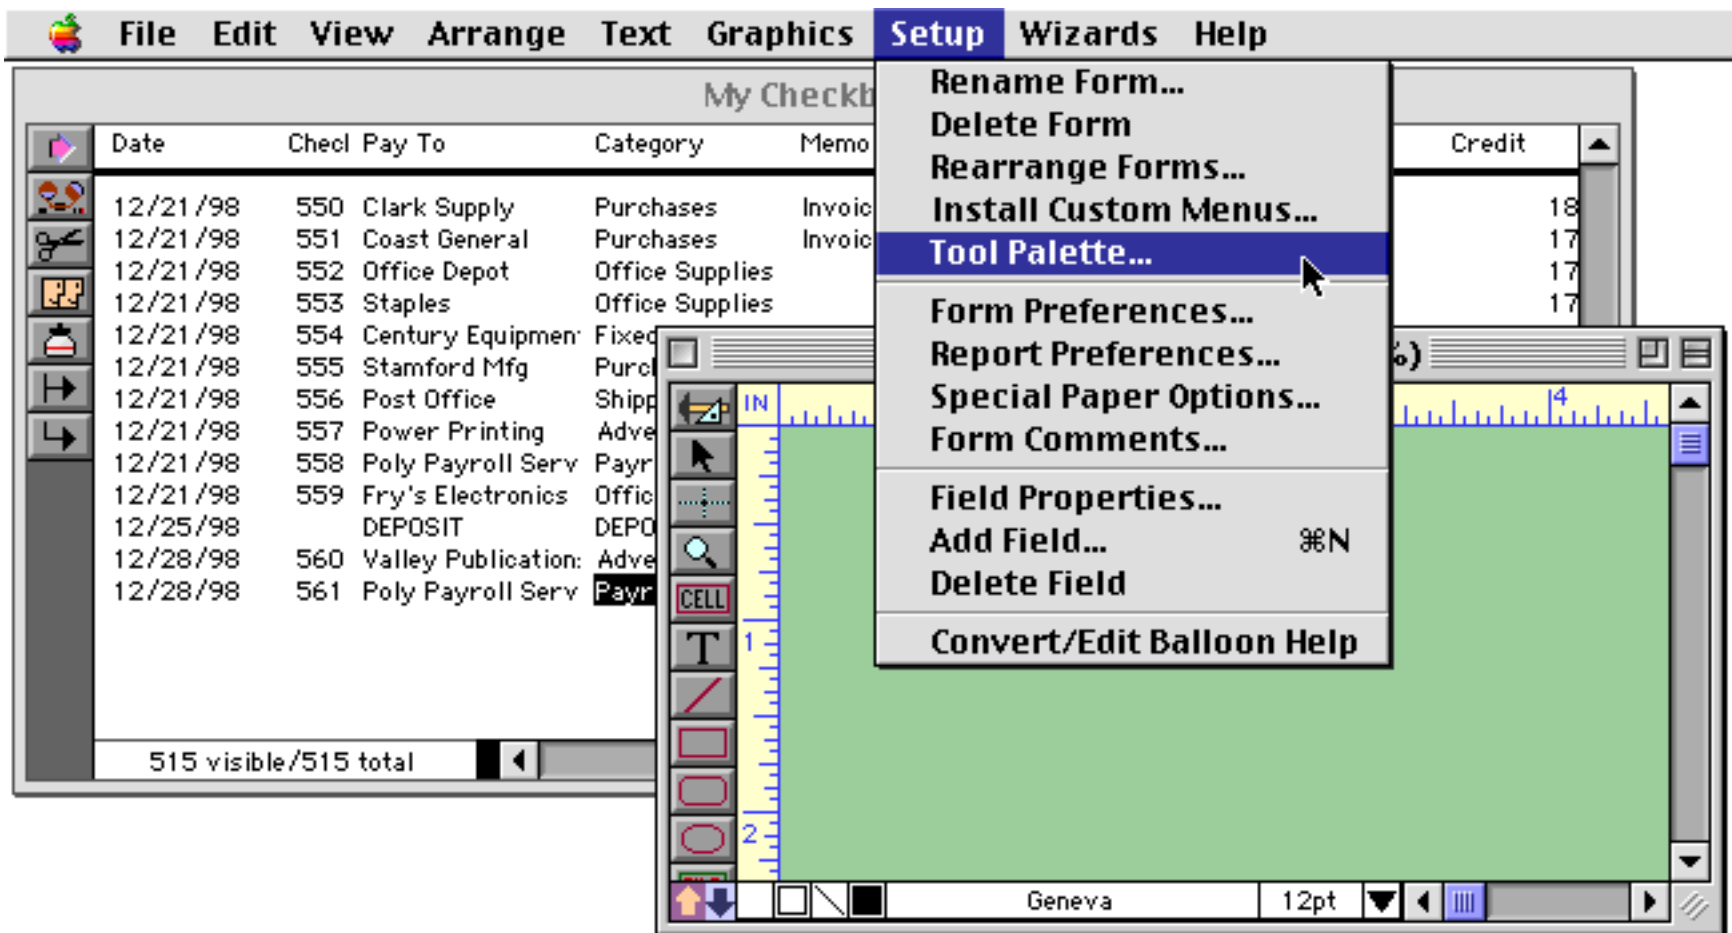 File Edit View Arrange Text Graphics Setup Wizards Help
My Checkb
Date Checl Pay To Category Memo Credit
12/21/98 550 Clark Supply Purchases Invoic 18
12/21/98 551 Coast General Purchases Invoic 17
12/21/98 552 Office Depot Office Supplies 17
12/21/98 553 Staples Office Supplies 17
12/21/98 554 Century Equipmen Fixed
12/21/98 555 Stamford Mfg Purcl
12/21/98 556 Post Office Shipp
12/21/98 557 Power Printing Adve
12/21/98 558 Poly Payroll Serv Payr
12/21/98 559 Fry's Electronics Offic
12/25/98 DEPOSIT DEPO
12/28/98 560 Valley Publication: Adve
12/28/98 561 Poly Payroll Serv Payr
515 visible/515 total
Rename Form...
Delete Form
Rearrange Forms...
Install Custom Menus...
Tool Palette...
Form Preferences...
Report Preferences...
Special Paper Options...
Form Comments...
Field Properties...
Add Field... ⌘N
Delete Field
Convert/Edit Balloon Help
%)
IN 4
CELL
T
1
2
Geneva 12pt